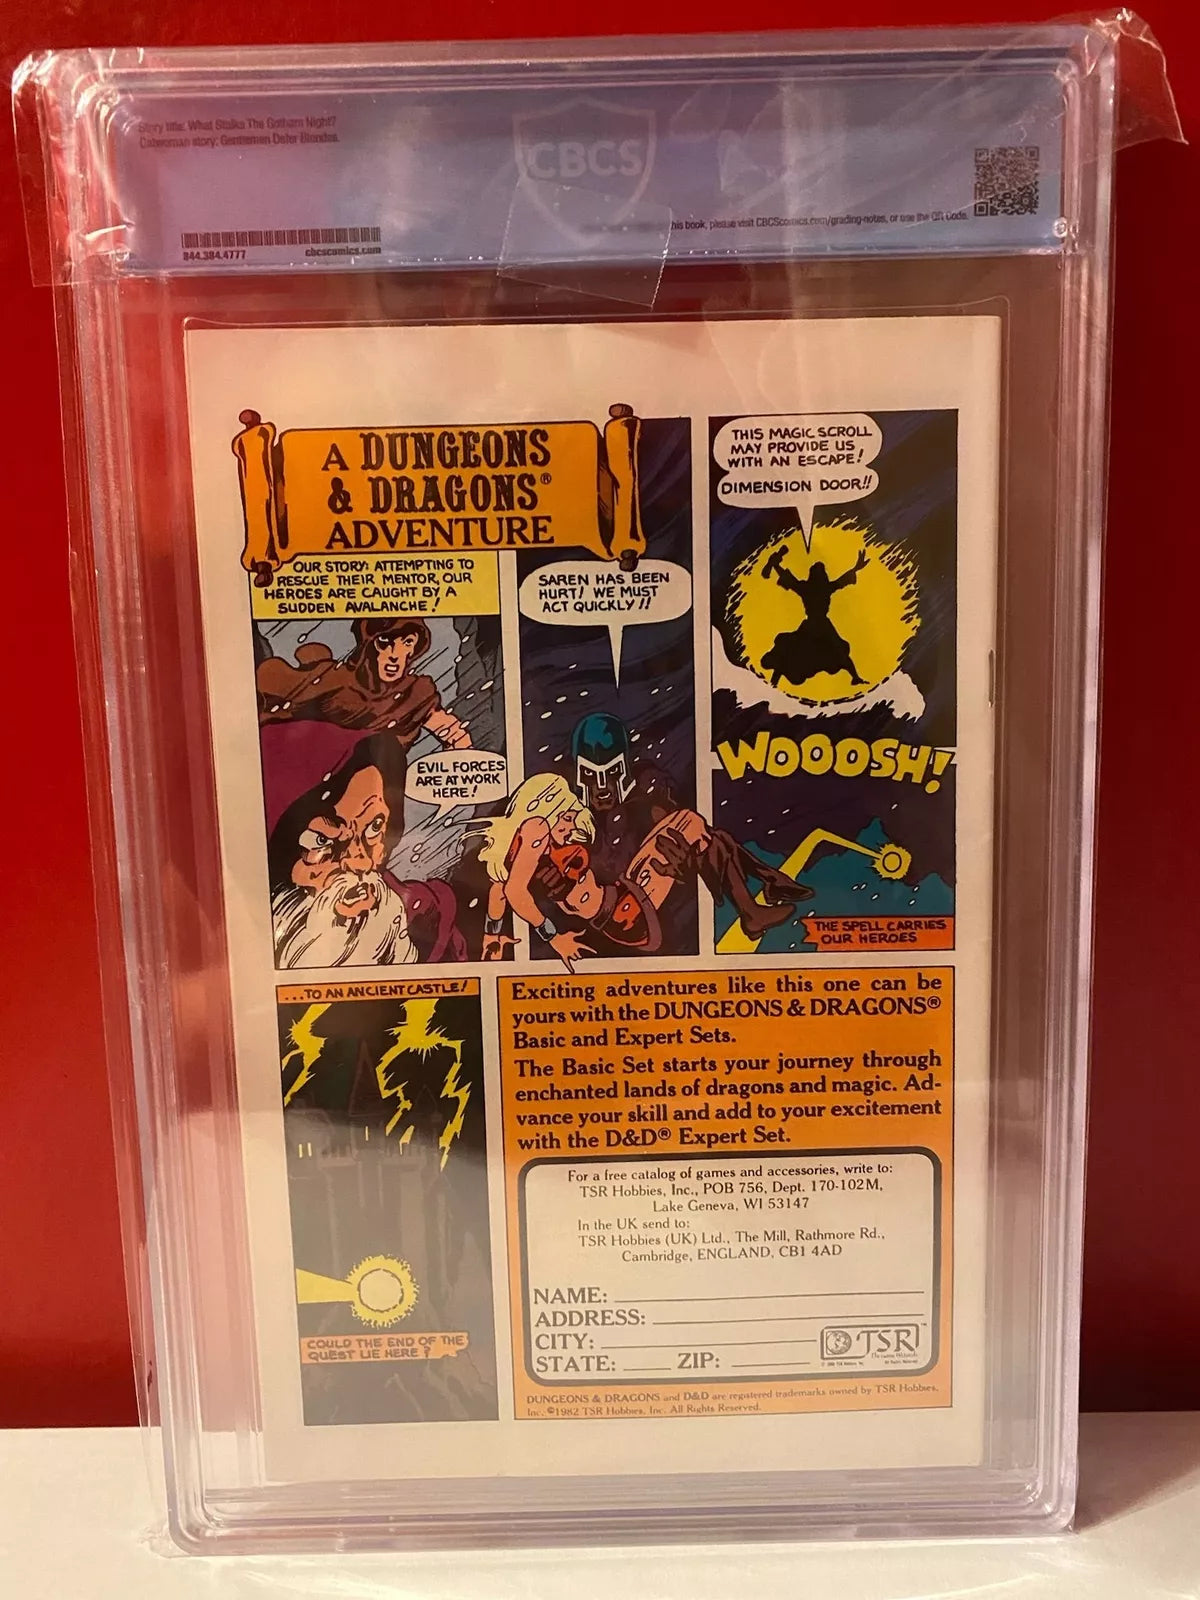 Story title: What Stalks The Gotham Night?
Catwoman story: Gentlemen Defer Blondes.
CBCS
his book, please visit CBCScomics.com/grading-notes, or use the QR Code.
844.384.4777 cbcscomics.com
A DUNGEONS
& DRAGONS®
ADVENTURE
OUR STORY: ATTEMPTING TO
RESCUE THEIR MENTOR, OUR
HEROES ARE CAUGHT BY A
SUDDEN AVALANCHE!
EVIL FORCES
ARE AT WORK
HERE!
SAREN HAS BEEN
HURT! WE MUST
ACT QUICKLY!!
THIS MAGIC SCROLL
MAY PROVIDE US
WITH AN ESCAPE!
DIMENSION DOOR!!
WOOOSH!
THE SPELL CARRIES
OUR HEROES
...TO AN ANCIENT CASTLE!
COULD THE END OF THE
QUEST LIE HERE?
Exciting adventures like this one can be
yours with the DUNGEONS & DRAGONS®
Basic and Expert Sets.
The Basic Set starts your journey through
enchanted lands of dragons and magic. Ad-
vance your skill and add to your excitement
with the D&D® Expert Set.
For a free catalog of games and accessories, write to:
TSR Hobbies, Inc., POB 756, Dept. 170-102M,
Lake Geneva, WI 53147
In the UK send to:
TSR Hobbies (UK) Ltd., The Mill, Rathmore Rd.,
Cambridge, ENGLAND, CB1 4AD
NAME:
ADDRESS:
CITY:
STATE: ZIP:
TSR™
DUNGEONS & DRAGONS and D&D are registered trademarks owned by TSR Hobbies,
Inc. ©1982 TSR Hobbies, Inc. All Rights Reserved.